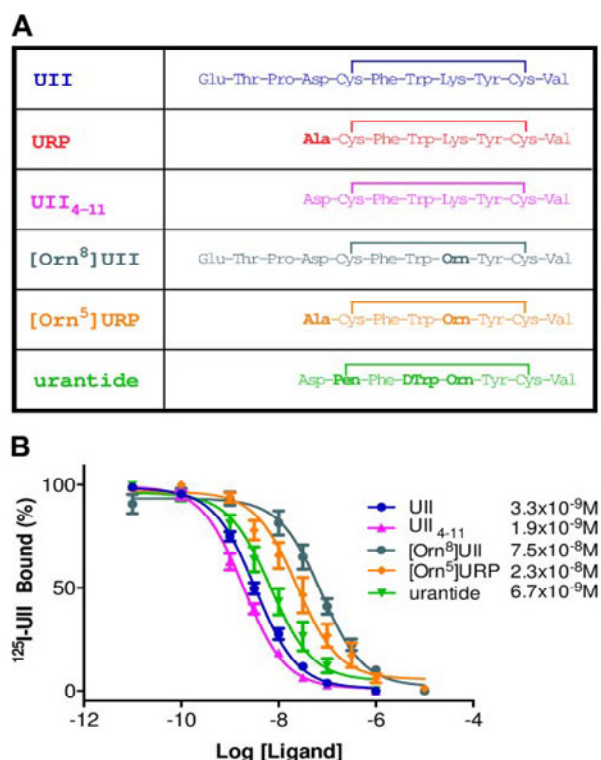 A
UII Glu-Thr-Pro-Asp-Cys-Phe-Trp-Lys-Tyr-Cys-Val
URP Ala-Cys-Phe-Trp-Lys-Tyr-Cys-Val
UII4-11 Asp-Cys-Phe-Trp-Lys-Tyr-Cys-Val
[Orn8]UII Glu-Thr-Pro-Asp-Cys-Phe-Trp-Orn-Tyr-Cys-Val
[Orn5]URP Ala-Cys-Phe-Trp-Orn-Tyr-Cys-Val
urantide Asp-Pen-Phe-DTrp-Orn-Tyr-Cys-Val
B
125I-UII Bound (%)
100
50
0
-12 -10 -8 -6 -4
Log [Ligand]
UII 3.3x10-9M
UII 4-11 1.9x10-9M
[Orn8]UII 7.5x10-8M
[Orn5]URP 2.3x10-8M
urantide 6.7x10-9M